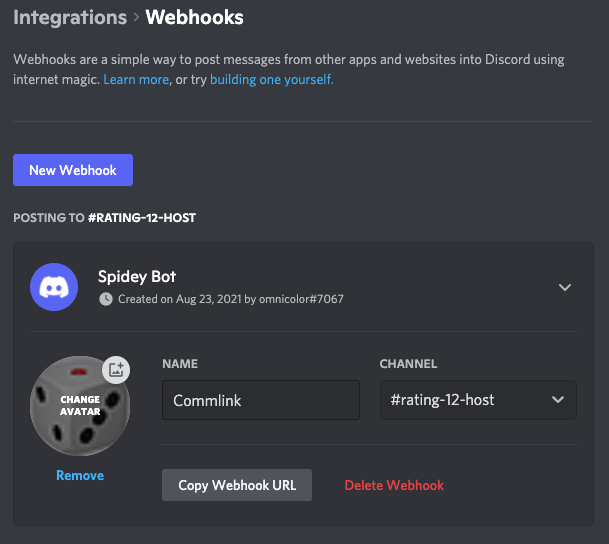 Integrations > Webhooks
Webhooks are a simple way to post messages from other apps and websites into Discord using
internet magic. Learn more, or try building one yourself.
New Webhook
POSTING TO #RATING-12-HOST
Spidey Bot
Created on Aug 23, 2021 by omnicolor#7067
NAME
CHANNEL
CHANGE
AVATAR
Commlink
#rating-12-host
Remove
Copy Webhook URL
Delete Webhook